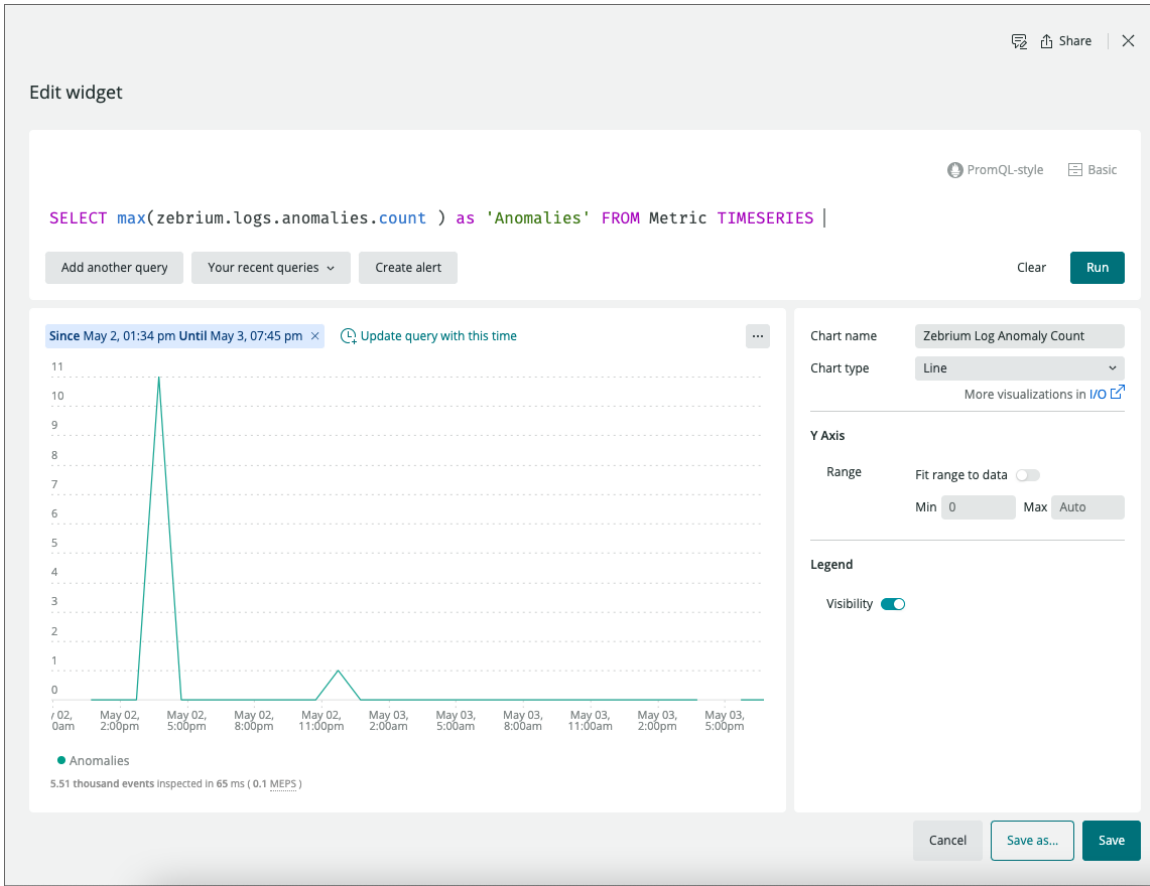 Share
Edit widget
PromQL-style Basic
SELECT max(zebrium.logs.anomalies.count ) as 'Anomalies' FROM Metric TIMESERIES
Add another query Your recent queries Create alert Clear Run
Since May 2, 01:34 pm Until May 3, 07:45 pm × Update query with this time ...
11
10
9
8
7
6
5
4
3
2
1
0
/ 02, May 02, May 02, May 02, May 02, May 03, May 03, May 03, May 03, May 03, May 03,
0am 2:00pm 5:00pm 8:00pm 11:00pm 2:00am 5:00am 8:00am 11:00am 2:00pm 5:00pm
Anomalies
5.51 thousand events inspected in 65 ms ( 0.1 MEPS )
Chart name Zebrium Log Anomaly Count
Chart type Line
More visualizations in I/O
Y Axis
Range Fit range to data
Min 0 Max Auto
Legend
Visibility
Cancel Save as... Save